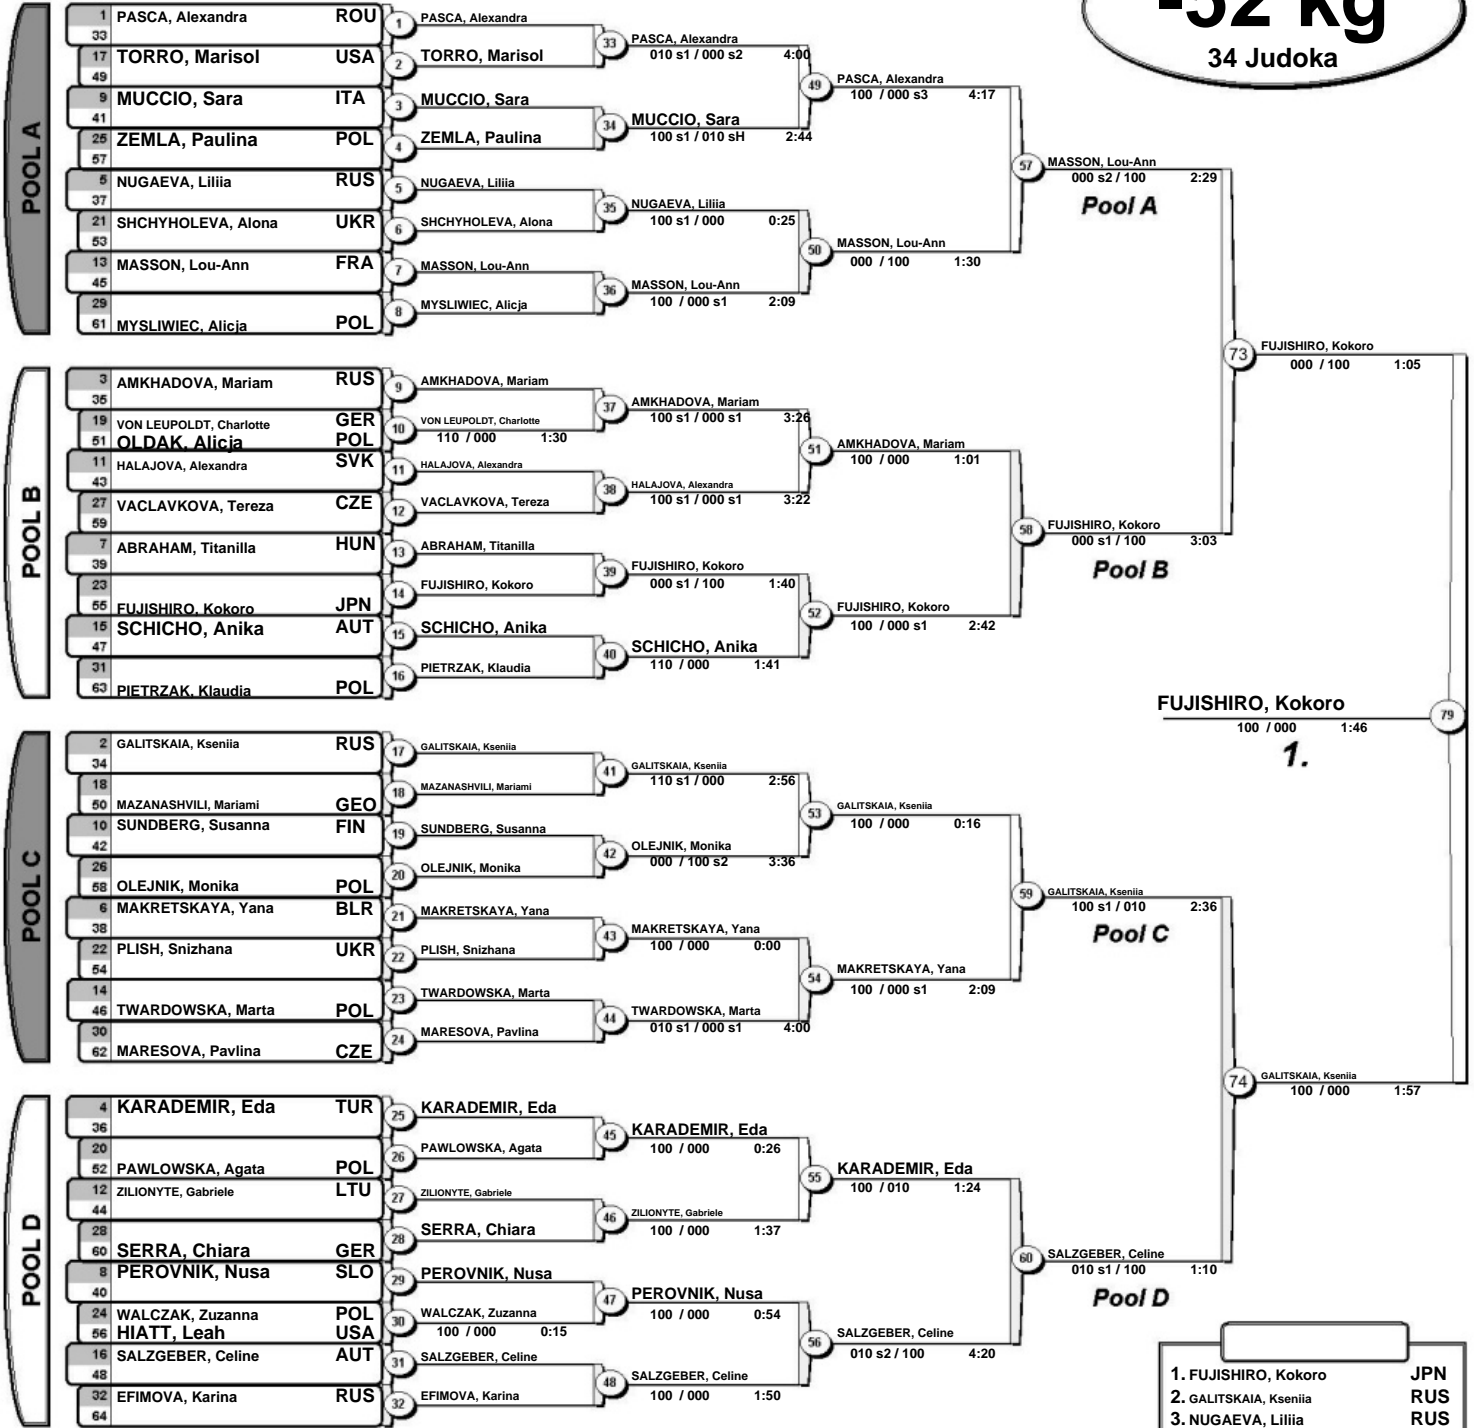 -52 kg
34 Judoka
POOL A
1 PASCA, Alexandra ROU
33
17 TORRO, Marisol USA
49
9 MUCCIO, Sara ITA
41
25 ZEMLA, Paulina POL
57
5 NUGAEVA, Liliia RUS
37
21 SHCHYHOLEVA, Alona UKR
53
13 MASSON, Lou-Ann FRA
45
29
61 MYSLIWIEC, Alicja POL
1 PASCA, Alexandra
2 TORRO, Marisol
3 MUCCIO, Sara
4 ZEMLA, Paulina
5 NUGAEVA, Liliia
6 SHCHYHOLEVA, Alona
7 MASSON, Lou-Ann
8 MYSLIWIEC, Alicja
33 PASCA, Alexandra
010 s1 / 000 s2 4:00
34 MUCCIO, Sara
100 s1 / 010 sH 2:44
35 NUGAEVA, Liliia
100 s1 / 000 0:25
36 MASSON, Lou-Ann
100 / 000 s1 2:09
49 PASCA, Alexandra
100 / 000 s3 4:17
50 MASSON, Lou-Ann
000 / 100 1:30
57 MASSON, Lou-Ann
000 s2 / 100 2:29
Pool A
POOL B
3 AMKHADOVA, Mariam RUS
35
19 VON LEUPOLDT, Charlotte GER
51 OLDAK, Alicja POL
11 HALAJOVA, Alexandra SVK
43
27 VACLAVKOVA, Tereza CZE
59
7 ABRAHAM, Titanilla HUN
39
23
55 FUJISHIRO, Kokoro JPN
15 SCHICHO, Anika AUT
47
31
63 PIETRZAK, Klaudia POL
9 AMKHADOVA, Mariam
10 VON LEUPOLDT, Charlotte
110 / 000 1:30
11 HALAJOVA, Alexandra
12 VACLAVKOVA, Tereza
13 ABRAHAM, Titanilla
14 FUJISHIRO, Kokoro
15 SCHICHO, Anika
16 PIETRZAK, Klaudia
37 AMKHADOVA, Mariam
100 s1 / 000 s1 3:26
38 HALAJOVA, Alexandra
100 s1 / 000 s1 3:22
39 FUJISHIRO, Kokoro
000 s1 / 100 1:40
40 SCHICHO, Anika
110 / 000 1:41
51 AMKHADOVA, Mariam
100 / 000 1:01
52 FUJISHIRO, Kokoro
100 / 000 s1 2:42
58 FUJISHIRO, Kokoro
000 s1 / 100 3:03
Pool B
73 FUJISHIRO, Kokoro
000 / 100 1:05
FUJISHIRO, Kokoro 79
100 / 000 1:46
1.
POOL C
2 GALITSKAIA, Kseniia RUS
34
18
50 MAZANASHVILI, Mariami GEO
10 SUNDBERG, Susanna FIN
42
26
58 OLEJNIK, Monika POL
6 MAKRETSKAYA, Yana BLR
38
22 PLISH, Snizhana UKR
54
14
46 TWARDOWSKA, Marta POL
30
62 MARESOVA, Pavlina CZE
17 GALITSKAIA, Kseniia
18 MAZANASHVILI, Mariami
19 SUNDBERG, Susanna
20 OLEJNIK, Monika
21 MAKRETSKAYA, Yana
22 PLISH, Snizhana
23 TWARDOWSKA, Marta
24 MARESOVA, Pavlina
41 GALITSKAIA, Kseniia
110 s1 / 000 2:56
42 OLEJNIK, Monika
000 / 100 s2 3:36
43 MAKRETSKAYA, Yana
100 / 000 0:00
44 TWARDOWSKA, Marta
010 s1 / 000 s1 4:00
53 GALITSKAIA, Kseniia
100 / 000 0:16
54 MAKRETSKAYA, Yana
100 / 000 s1 2:09
59 GALITSKAIA, Kseniia
100 s1 / 010 2:36
Pool C
74 GALITSKAIA, Kseniia
100 / 000 1:57
POOL D
4 KARADEMIR, Eda TUR
36
20
52 PAWLOWSKA, Agata POL
12 ZILIONYTE, Gabriele LTU
44
28
60 SERRA, Chiara GER
8 PEROVNIK, Nusa SLO
40
24 WALCZAK, Zuzanna POL
56 HIATT, Leah USA
16 SALZGEBER, Celine AUT
48
32 EFIMOVA, Karina RUS
64
25 KARADEMIR, Eda
26 PAWLOWSKA, Agata
27 ZILIONYTE, Gabriele
28 SERRA, Chiara
29 PEROVNIK, Nusa
30 WALCZAK, Zuzanna
100 / 000 0:15
31 SALZGEBER, Celine
32 EFIMOVA, Karina
45 KARADEMIR, Eda
100 / 000 0:26
46 ZILIONYTE, Gabriele
100 / 000 1:37
47 PEROVNIK, Nusa
100 / 000 0:54
48 SALZGEBER, Celine
100 / 000 1:50
55 KARADEMIR, Eda
100 / 010 1:24
56 SALZGEBER, Celine
010 s2 / 100 4:20
60 SALZGEBER, Celine
010 s1 / 100 1:10
Pool D
1. FUJISHIRO, Kokoro JPN
2. GALITSKAIA, Kseniia RUS
3. NUGAEVA, Liliia RUS